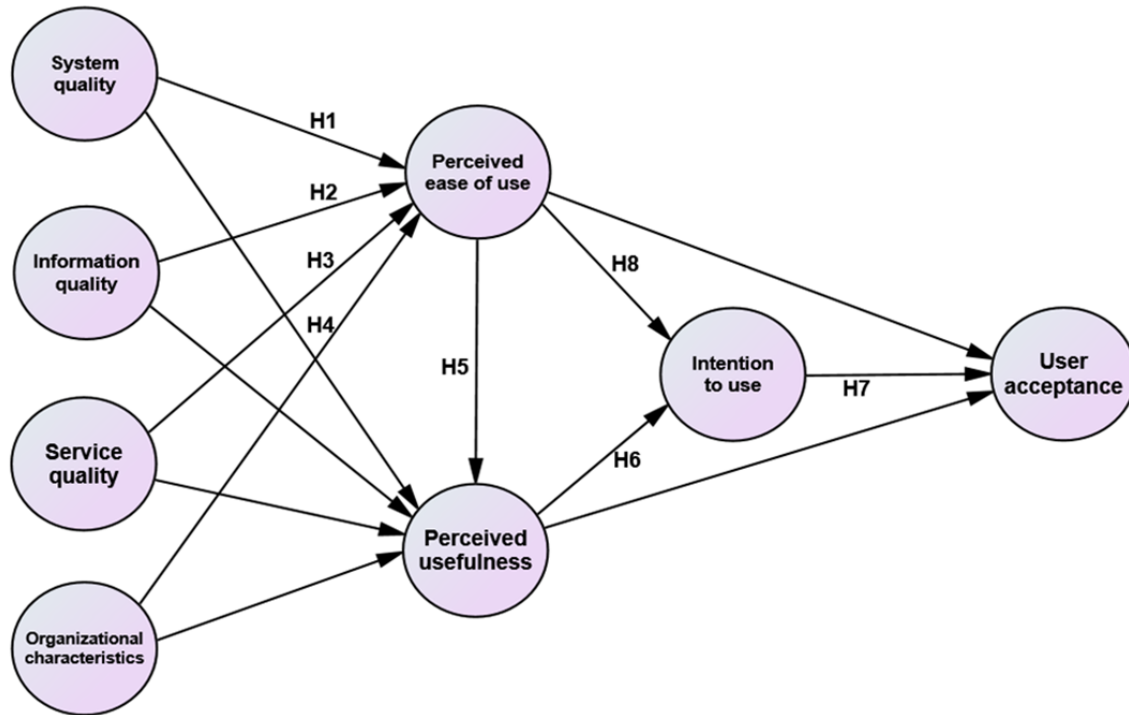 System
quality
H1
Perceived
ease of use
H2
Information
quality
H3
H8
H4
H5
Intention
to use
User
acceptance
H7
Service
quality
H6
Perceived
usefulness
Organizational
characteristics